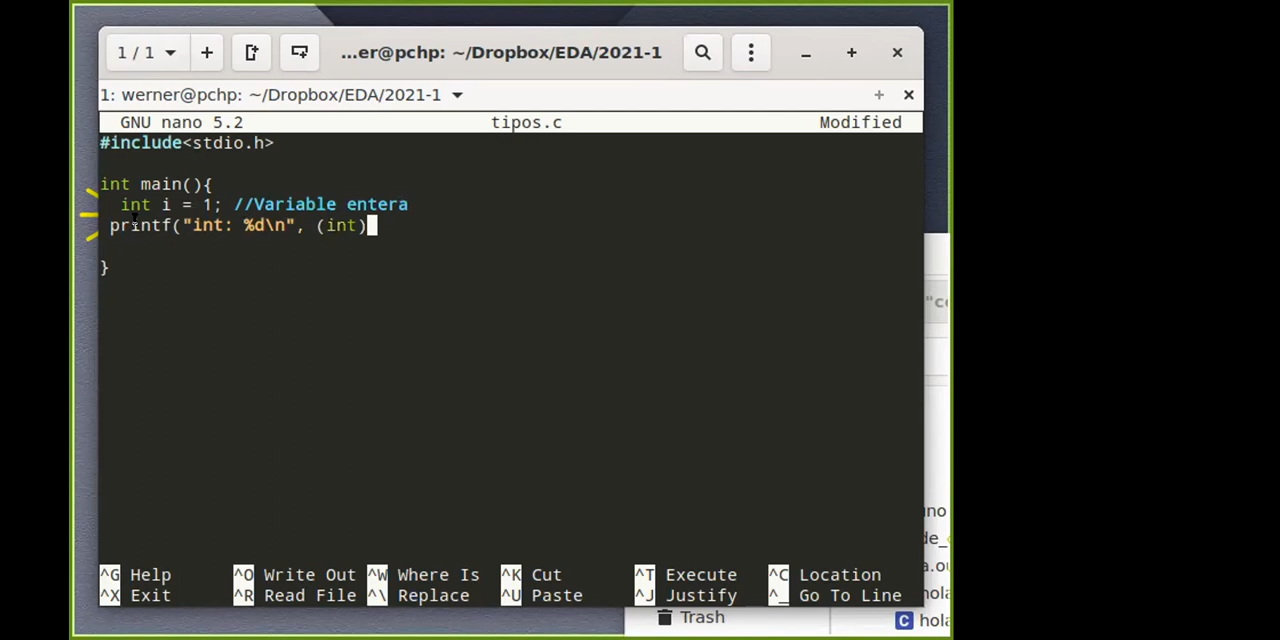 1 / 1
...er@pchp: ~/Dropbox/EDA/2021-1
1: werner@pchp: ~/Dropbox/EDA/2021-1
GNU nano 5.2 tipos.c Modified
#include<stdio.h>
int main(){
int i = 1; //Variable entera
printf("int: %d\n", (int)
}
^G Help ^O Write Out ^W Where Is ^K Cut ^T Execute ^C Location
^X Exit ^R Read File ^\ Replace ^U Paste ^J Justify ^_ Go To Line
Trash